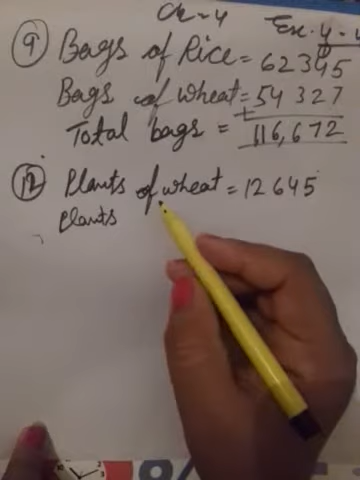 Ch = 4
Ex. 4
9 Bags of Rice = 62345
Bags of wheat = 54327
+
Total bags = 116,672
12 Plants of wheat = 12645
Plants